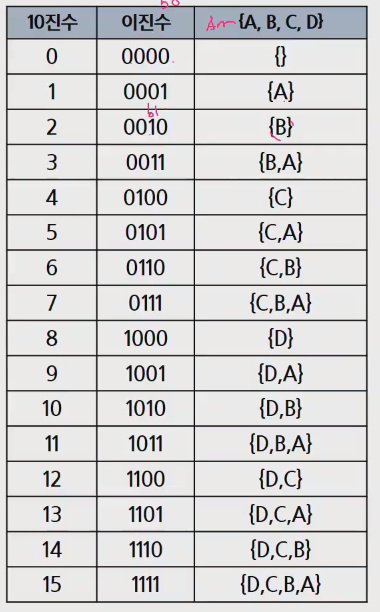 b0
10진수 이진수 {A, B, C, D}
0 0000 {}
1 0001 {A}
b1
2 0010 {B}
3 0011 {B,A}
4 0100 {C}
5 0101 {C,A}
6 0110 {C,B}
7 0111 {C,B,A}
8 1000 {D}
9 1001 {D,A}
10 1010 {D,B}
11 1011 {D,B,A}
12 1100 {D,C}
13 1101 {D,C,A}
14 1110 {D,C,B}
15 1111 {D,C,B,A}